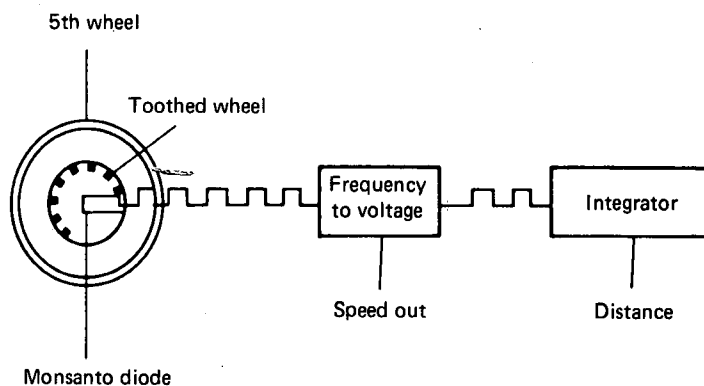 5th wheel
Toothed wheel
Frequency
to voltage
Integrator
Speed out
Distance
Monsanto diode